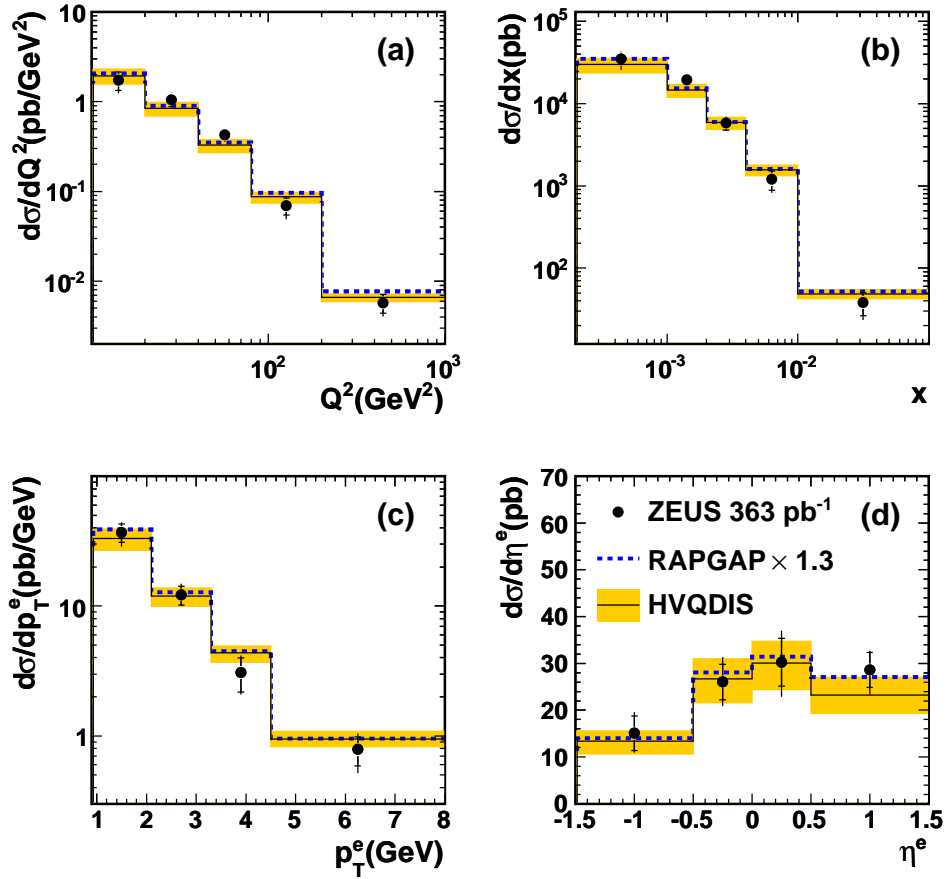 dσ/dQ² (pb/GeV²)
10
1
10⁻¹
10⁻²
(a)
10²
10³
Q²(GeV²)
dσ/dx(pb)
10⁵
10⁴
10³
10²
(b)
10⁻³
10⁻²
x
dσ/dp_T^e(pb/GeV)
10
1
(c)
1 2 3 4 5 6 7 8
p_T^e(GeV)
dσ/dη^e(pb)
70
60
50
40
30
20
10
0
(d)
ZEUS 363 pb⁻¹
RAPGAP × 1.3
HVQDIS
-1.5 -1 -0.5 0 0.5 1 1.5
η^e